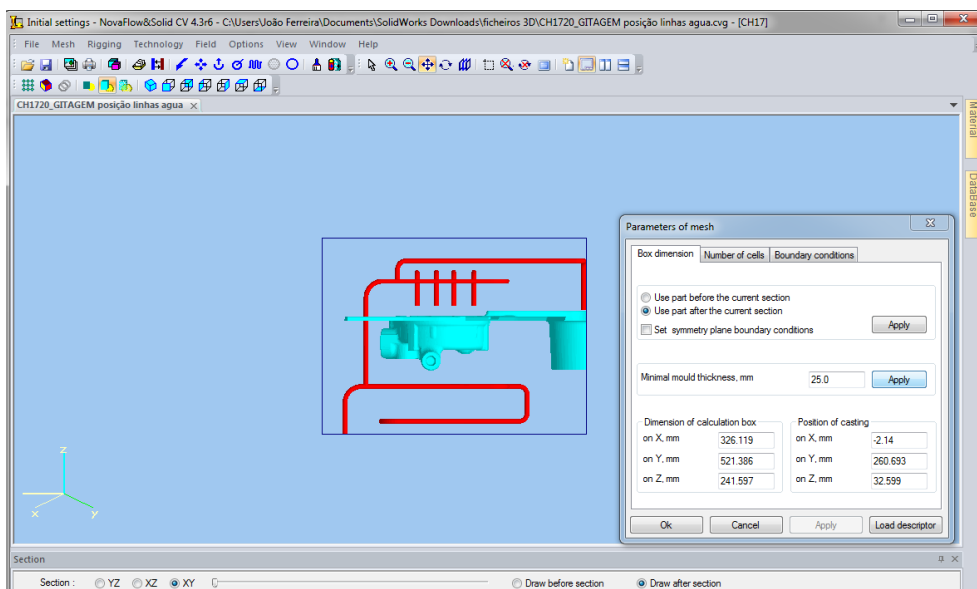 Initial settings - NovaFlow&Solid CV 4.3r6 - C:\Users\João Ferreira\Documents\SolidWorks Downloads\ficheiros 3D\CH1720_GITAGEM posição linhas agua.cvg - [CH17]
File Mesh Rigging Technology Field Options View Window Help
CH1720_GITAGEM posição linhas agua x
Material
DataBase
Parameters of mesh
Box dimension Number of cells Boundary conditions
Use part before the current section
Use part after the current section
Set symmetry plane boundary conditions
Apply
Minimal mould thickness, mm 25.0 Apply
Dimension of calculation box Position of casting
on X, mm 326.119 on X, mm -2.14
on Y, mm 521.386 on Y, mm 260.693
on Z, mm 241.597 on Z, mm 32.599
Ok Cancel Apply Load descriptor
z
x y
Section
Section : YZ XZ XY Draw before section Draw after section